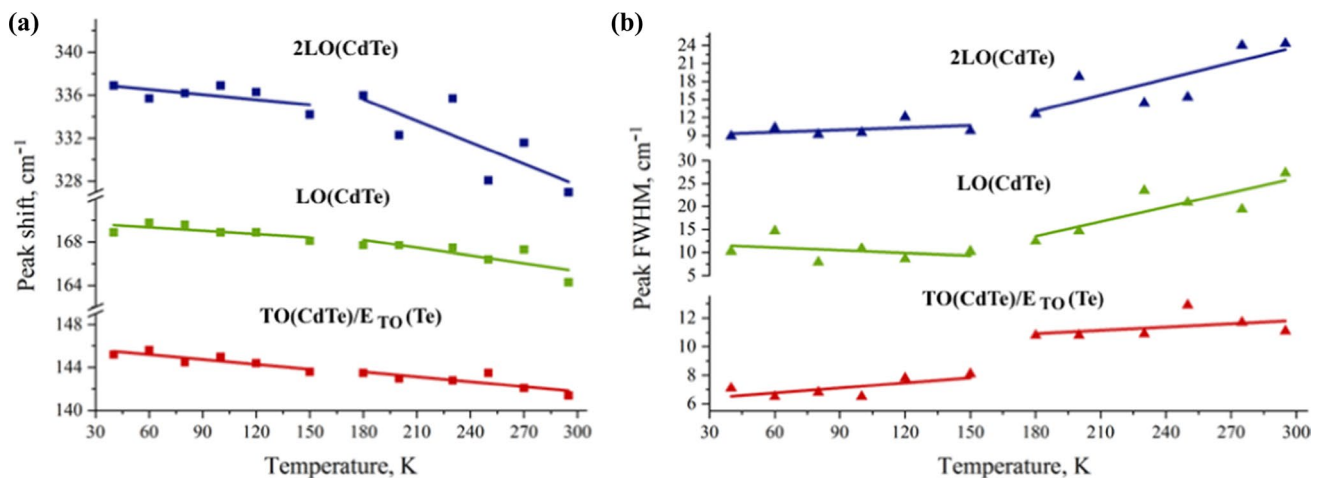 (a)
2LO(CdTe)
340
336
332
328
LO(CdTe)
168
164
TO(CdTe)/E TO (Te)
148
144
140
30 60 90 120 150 180 210 240 270 300
Temperature, K
Peak shift, cm⁻¹
(b)
2LO(CdTe)
24
21
18
15
12
9
30
LO(CdTe)
25
20
15
10
5
TO(CdTe)/E TO (Te)
12
10
8
6
30 60 90 120 150 180 210 240 270 300
Temperature, K
Peak FWHM, cm⁻¹